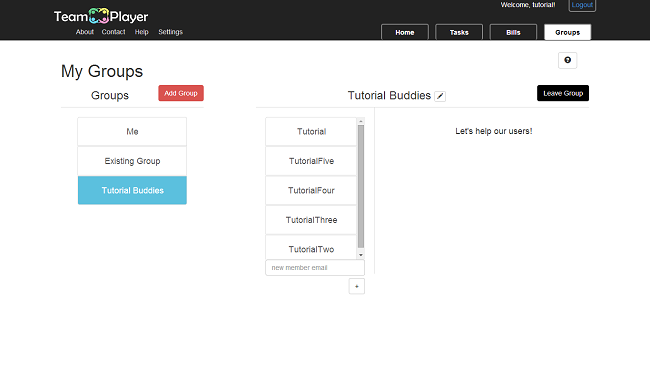 Welcome, tutorial! Logout
Team Player
About Contact Help Settings
Home Tasks Bills Groups
My Groups
Groups Add Group
Tutorial Buddies Leave Group
Me
Existing Group
Tutorial Buddies
Tutorial
TutorialFive
TutorialFour
TutorialThree
TutorialTwo
new member email
+
Let's help our users!